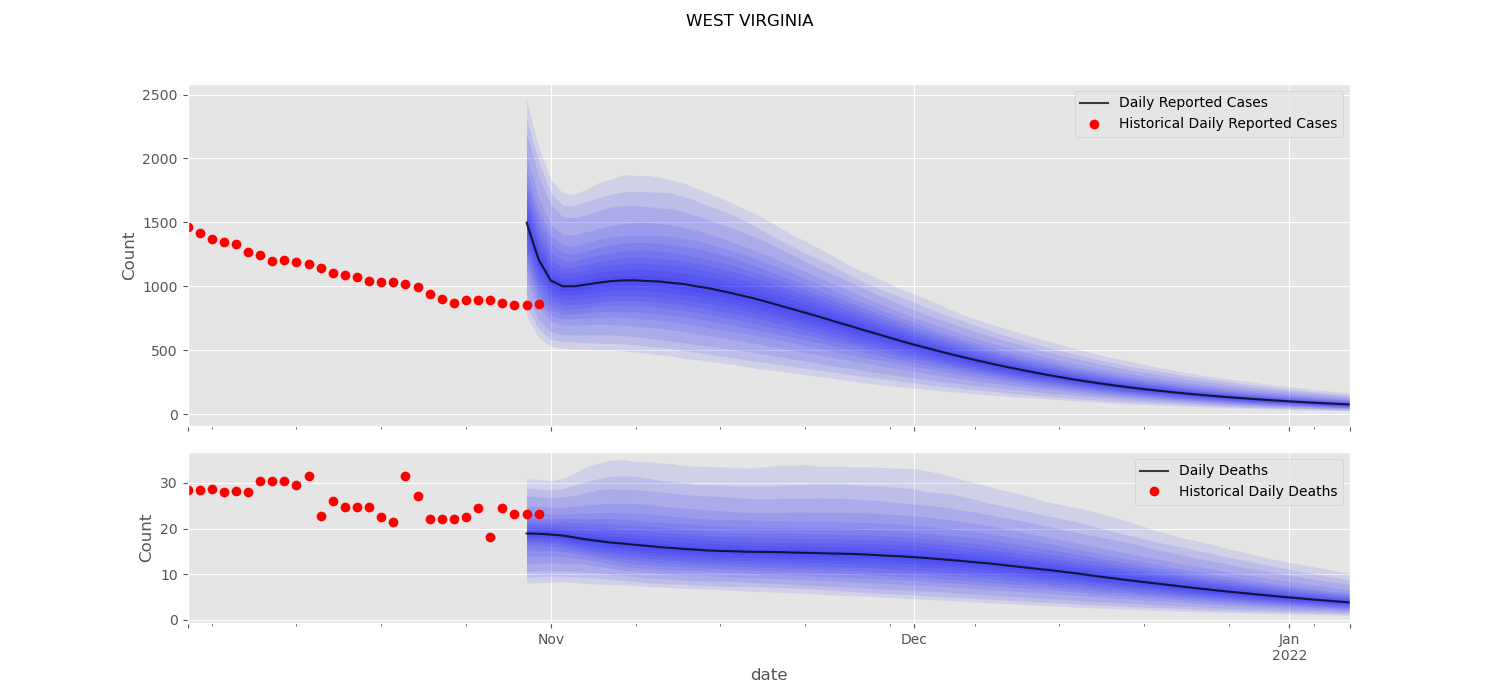 WEST VIRGINIA
2500
2000
1500
1000
500
0
Count
Daily Reported Cases
Historical Daily Reported Cases
30
20
10
0
Count
Daily Deaths
Historical Daily Deaths
Nov
Dec
Jan
2022
date